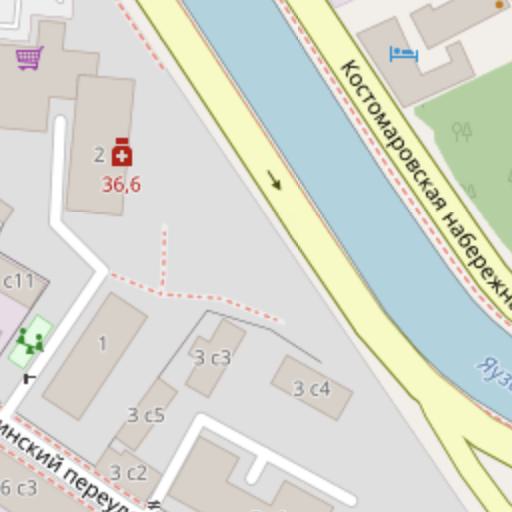 Костомаровская набережна
2
36,6
с11
1
3 с3
3 с4
Яуз
3 с5
инский переул
3 с2
6 с3